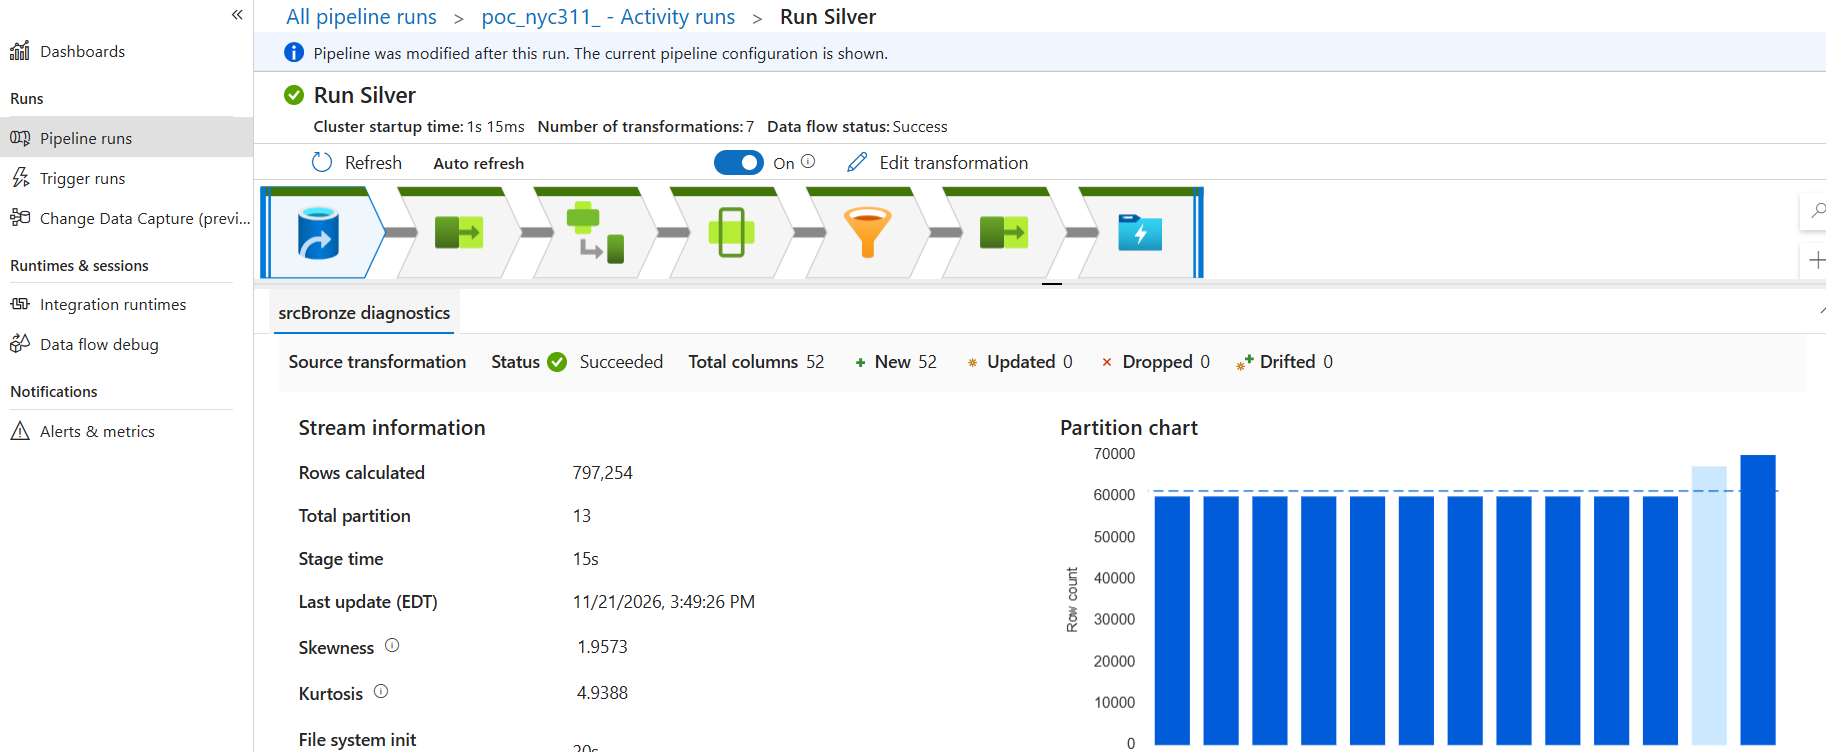 All pipeline runs > poc_nyc311_ - Activity runs > Run Silver
Pipeline was modified after this run. The current pipeline configuration is shown.
Dashboards
Runs
Pipeline runs
Trigger runs
Change Data Capture (previ...
Runtimes & sessions
Integration runtimes
Data flow debug
Notifications
Alerts & metrics
Run Silver
Cluster startup time: 1s 15ms Number of transformations: 7 Data flow status: Success
Refresh Auto refresh On Edit transformation
srcBronze diagnostics
Source transformation Status Succeeded Total columns 52 New 52 Updated 0 Dropped 0 Drifted 0
Stream information
Rows calculated 797,254
Total partition 13
Stage time 15s
Last update (EDT) 11/21/2026, 3:49:26 PM
Skewness 1.9573
Kurtosis 4.9388
File system init 20s
Partition chart
Row count
70000
60000
50000
40000
30000
20000
10000
0